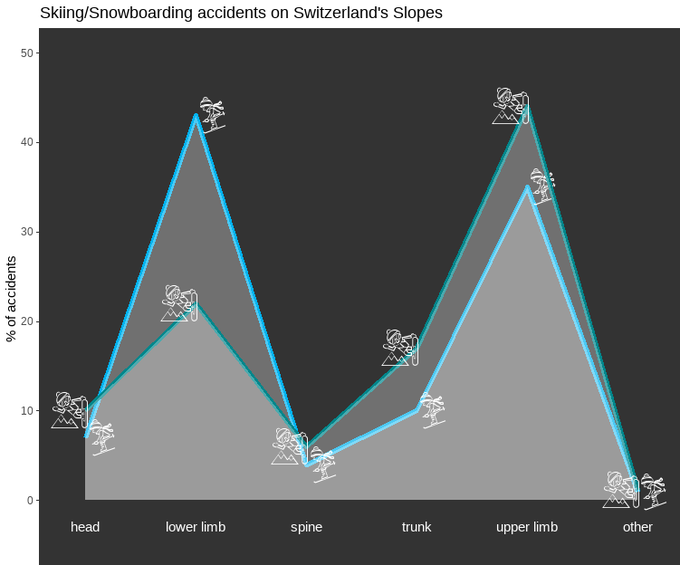 Skiing/Snowboarding accidents on Switzerland's Slopes
50
40
30
20
10
0
% of accidents
head lower limb spine trunk upper limb other